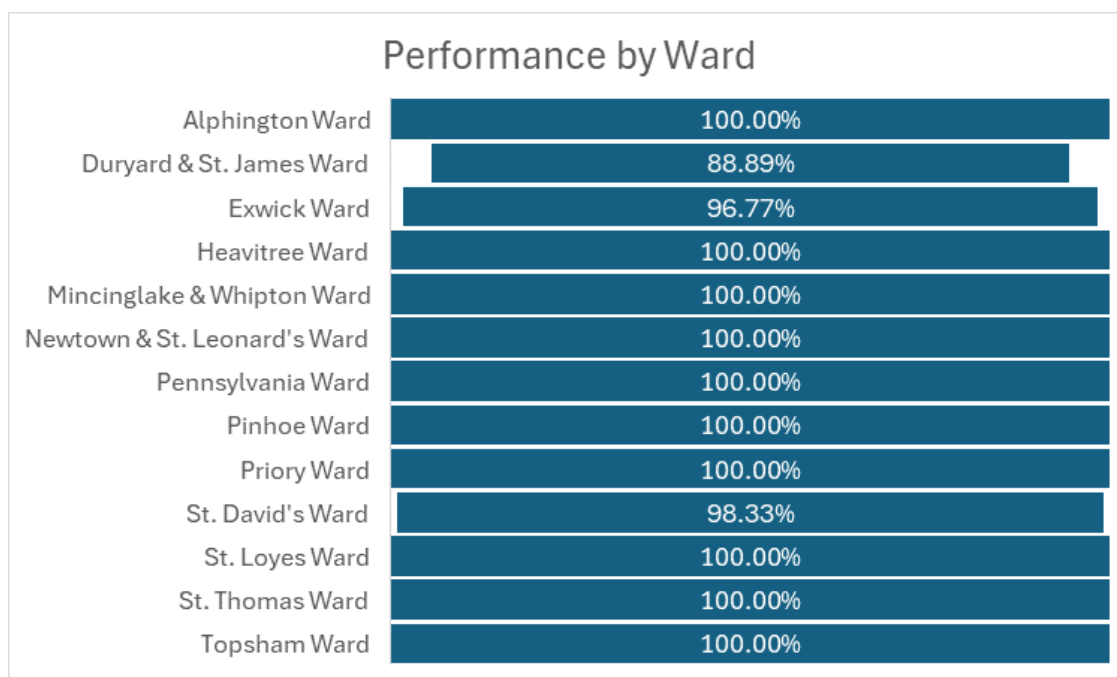 Performance by Ward
Alphington Ward 100.00%
Duryard & St. James Ward 88.89%
Exwick Ward 96.77%
Heavitree Ward 100.00%
Mincinglake & Whipton Ward 100.00%
Newtown & St. Leonard's Ward 100.00%
Pennsylvania Ward 100.00%
Pinhoe Ward 100.00%
Priory Ward 100.00%
St. David's Ward 98.33%
St. Loyes Ward 100.00%
St. Thomas Ward 100.00%
Topsham Ward 100.00%